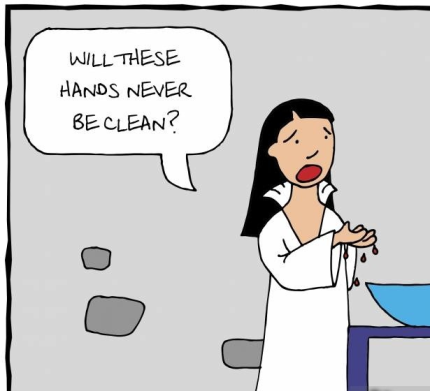 WILL THESE
HANDS NEVER
BE CLEAN?